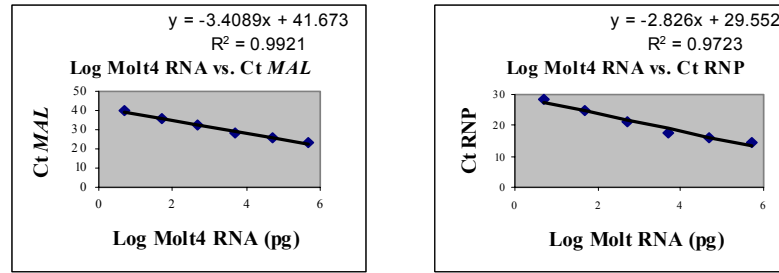 y = -3.4089x + 41.673
R² = 0.9921
Log Molt4 RNA vs. Ct MAL
50
40
30
20
10
0
0 2 4 6
Ct MAL
Log Molt4 RNA (pg)
y = -2.826x + 29.552
R² = 0.9723
Log Molt4 RNA vs. Ct RNP
30
20
10
0
0 2 4 6
Ct RNP
Log Molt RNA (pg)